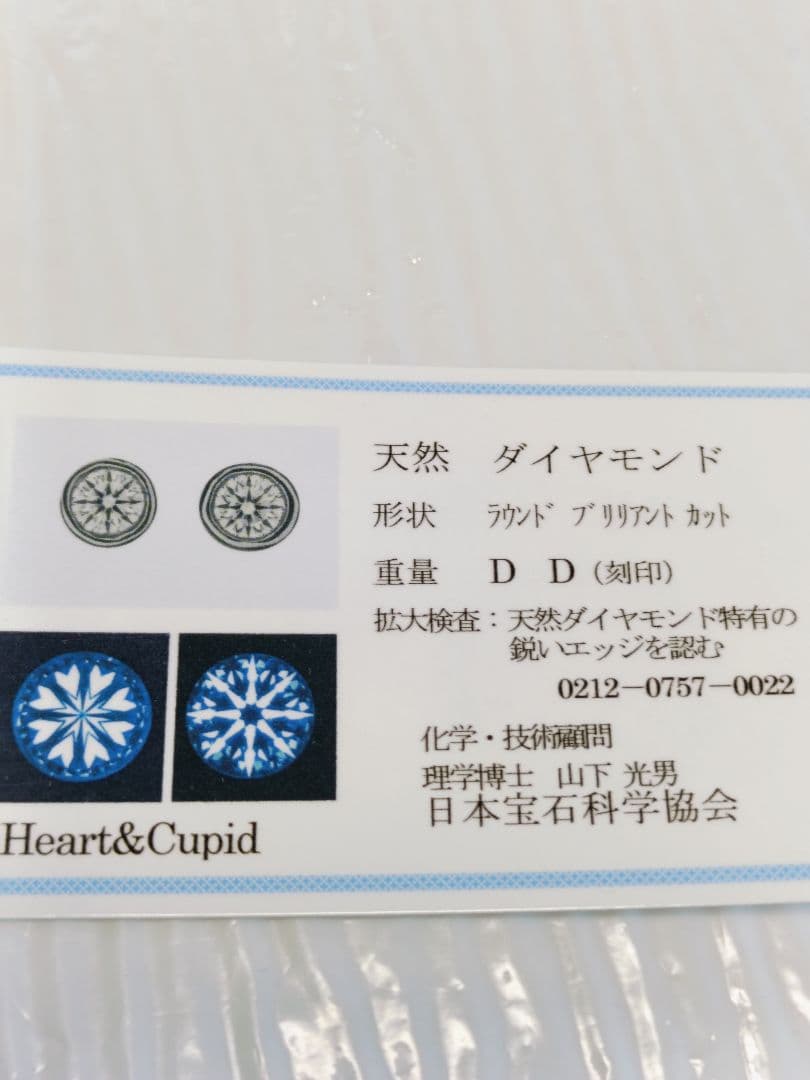 天然 ダイヤモンド
形状 ﾗｳﾝﾄﾞ ﾌﾞﾘﾘｱﾝﾄ ｶｯﾄ
重量 D D（刻印）
拡大検査：天然ダイヤモンド特有の
鋭いエッジを認む
0212－0757－0022
化学・技術顧問
理学博士 山下 光男
日本宝石科学協会
Heart&Cupid